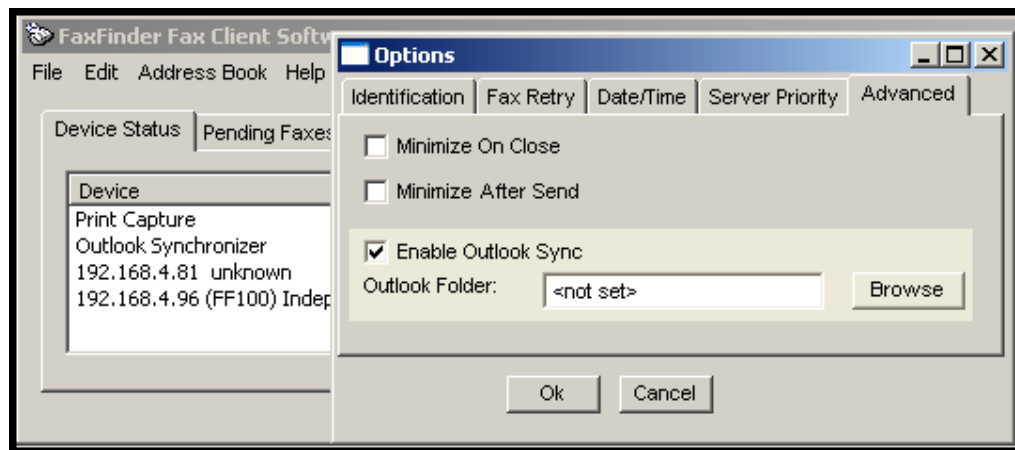 FaxFinder Fax Client Softw
File Edit Address Book Help
Device Status Pending Faxes
Device
Print Capture
Outlook Synchronizer
192.168.4.81 unknown
192.168.4.96 (FF100) Indep
Options
Identification Fax Retry Date/Time Server Priority Advanced
Minimize On Close
Minimize After Send
Enable Outlook Sync
Outlook Folder: <not set> Browse
Ok Cancel